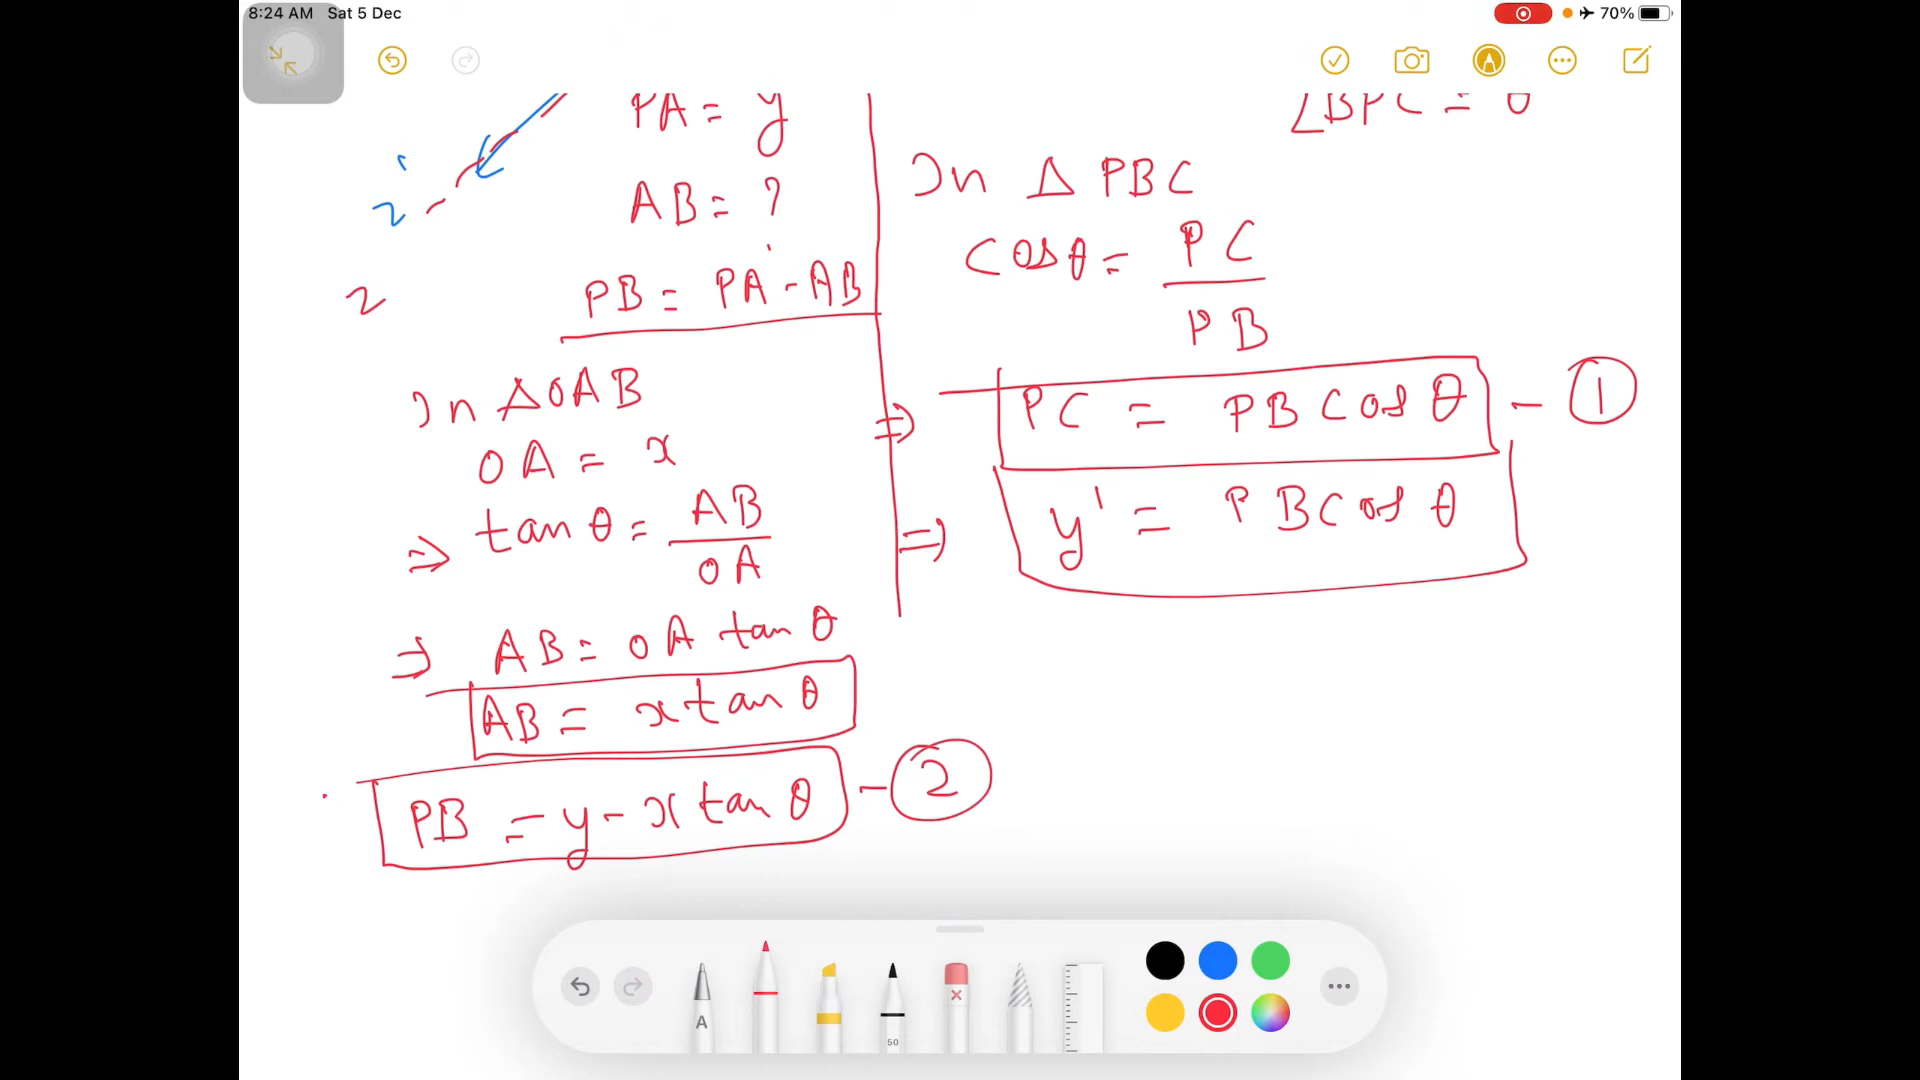 8:24 AM Sat 5 Dec
70%
PA = y
AB = ?
PB = PA - AB
z
z
In ΔOAB
OA = x
⇒ tan θ = AB / OA
⇒ AB = OA tan θ
AB = x tan θ
PB = y - x tan θ - ②
∠BPC = θ
In Δ PBC
Cos θ = PC / PB
⇒ PC = PB Cos θ - ①
⇒ y' = PB Cos θ
A
50